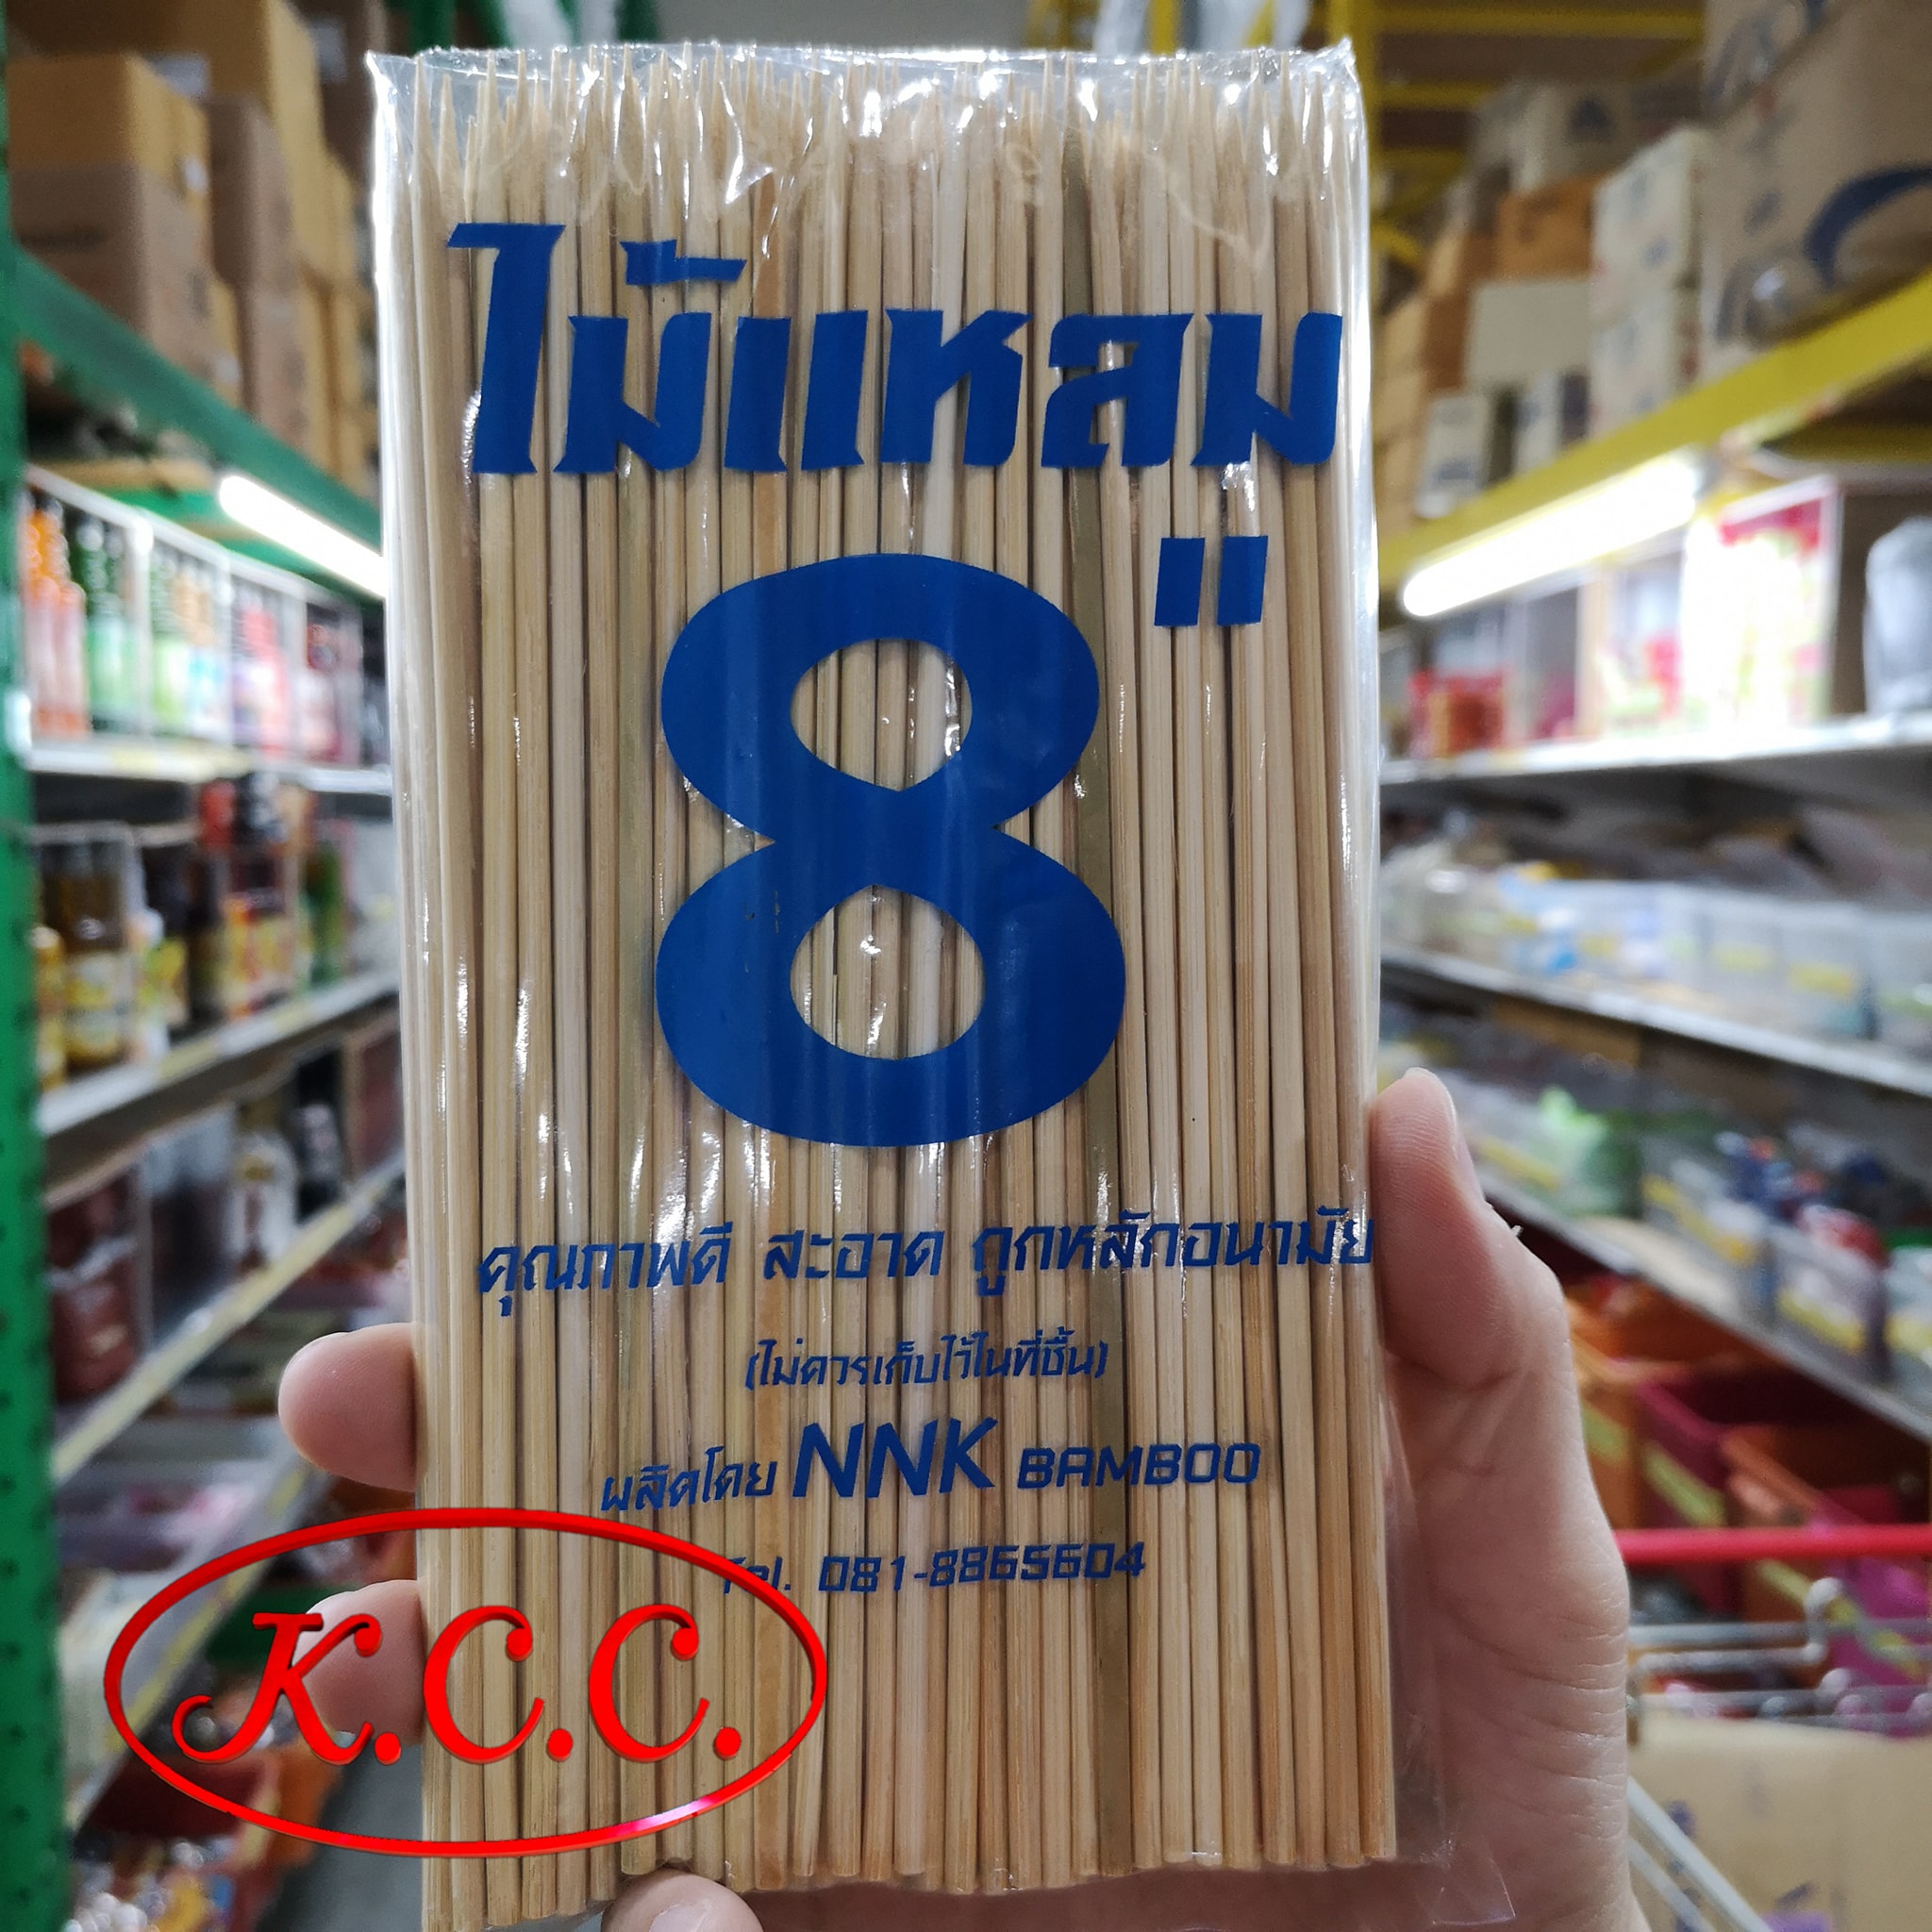 ไม้แหลม
8"
คุณภาพดี สะอาด ถูกหลักอนามัย
(ไม่ควรเก็บไว้ในที่ชื้น)
ผลิตโดย NNK BAMBOO
Tel. 081-8865604
K.C.C.